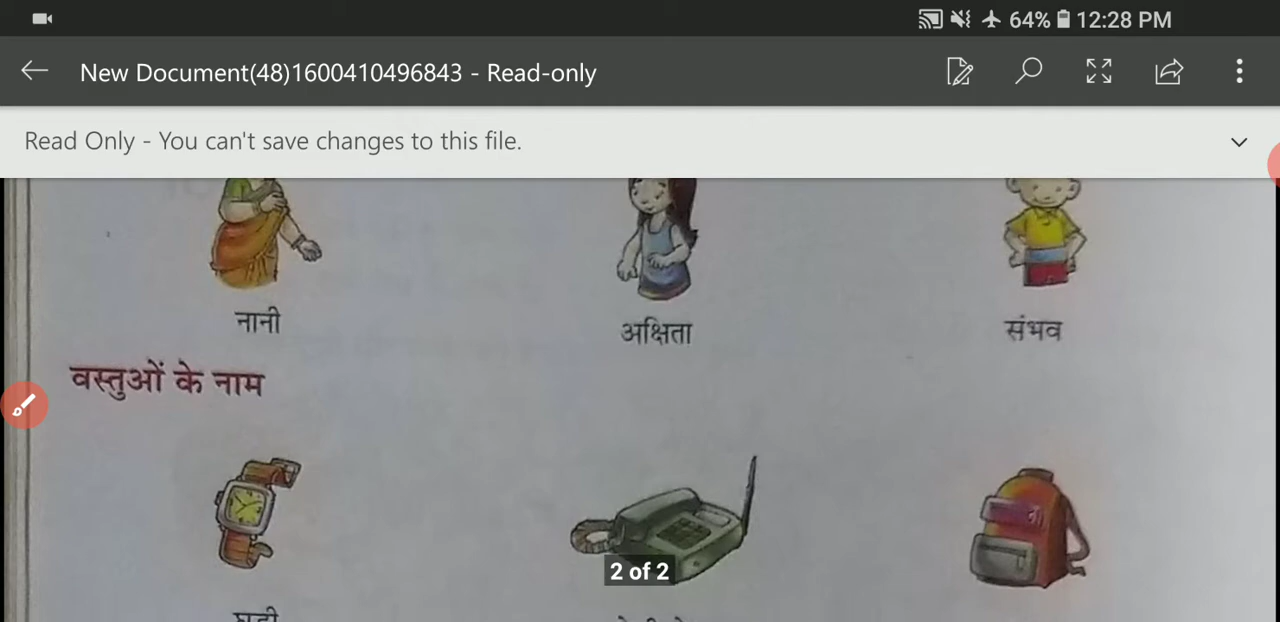 64% 12:28 PM
New Document(48)1600410496843 - Read-only
Read Only - You can't save changes to this file.
नानी
अक्षिता
संभव
वस्तुओं के नाम
2 of 2
घड़ी